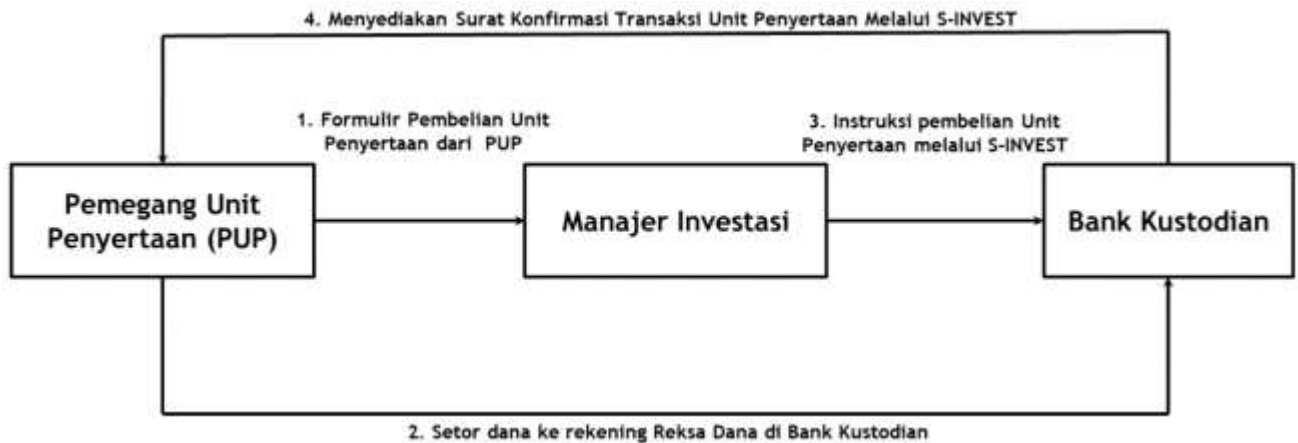 4. Menyediakan Surat Konfirmasi Transaksi Unit Penyertaan Melalui S-INVEST
1. Formulir Pembelian Unit
Penyertaan dari PUP
3. Instruksi pembelian Unit
Penyertaan melalui S-INVEST
Pemegang Unit
Penyertaan (PUP)
Manajer Investasi
Bank Kustodian
2. Setor dana ke rekening Reksa Dana di Bank Kustodian